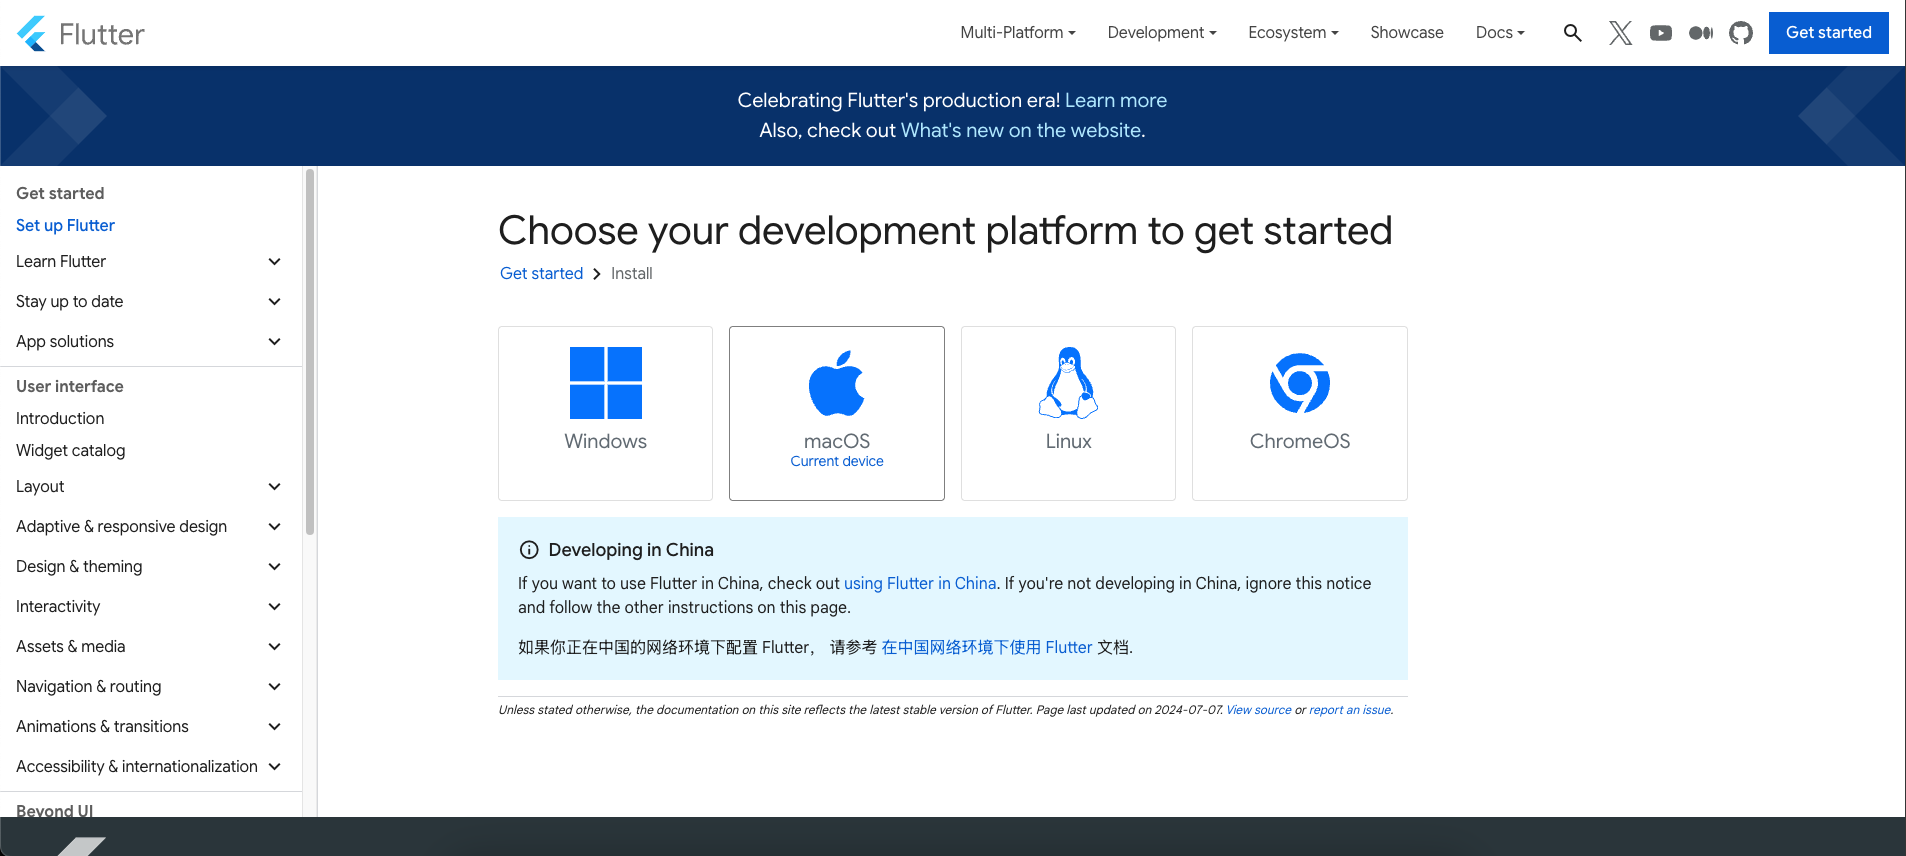 Flutter
Multi-Platform
Development
Ecosystem
Showcase
Docs
Get started
Celebrating Flutter's production era! Learn more
Also, check out What's new on the website.
Get started
Set up Flutter
Learn Flutter
Stay up to date
App solutions
User interface
Introduction
Widget catalog
Layout
Adaptive & responsive design
Design & theming
Interactivity
Assets & media
Navigation & routing
Animations & transitions
Accessibility & internationalization
Beyond UI
Choose your development platform to get started
Get started > Install
Windows
macOS
Current device
Linux
ChromeOS
Developing in China
If you want to use Flutter in China, check out using Flutter in China. If you're not developing in China, ignore this notice
and follow the other instructions on this page.
如果你正在中国的网络环境下配置 Flutter， 请参考 在中国网络环境下使用 Flutter 文档.
Unless stated otherwise, the documentation on this site reflects the latest stable version of Flutter. Page last updated on 2024-07-07. View source or report an issue.